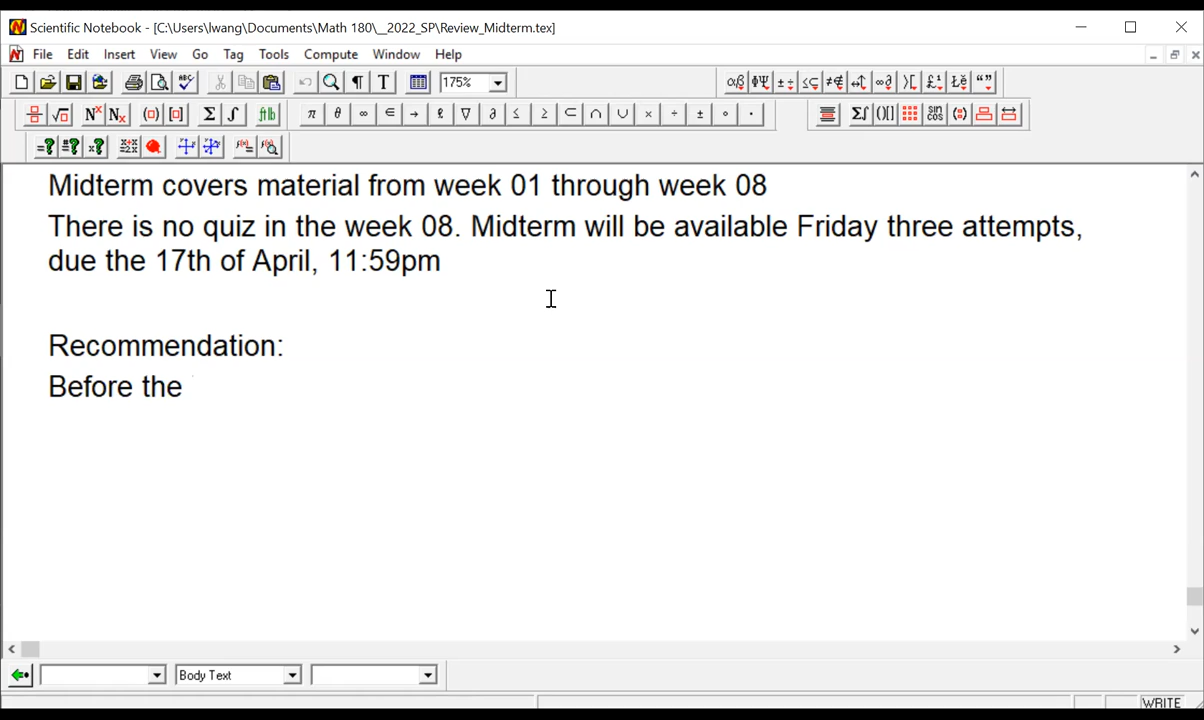 Scientific Notebook - [C:\Users\lwang\Documents\Math 180\__2022_SP\Review_Midterm.tex]
File Edit Insert View Go Tag Tools Compute Window Help
175%
Midterm covers material from week 01 through week 08
There is no quiz in the week 08. Midterm will be available Friday three attempts,
due the 17th of April, 11:59pm
Recommendation:
Before the
Body Text
WRITE